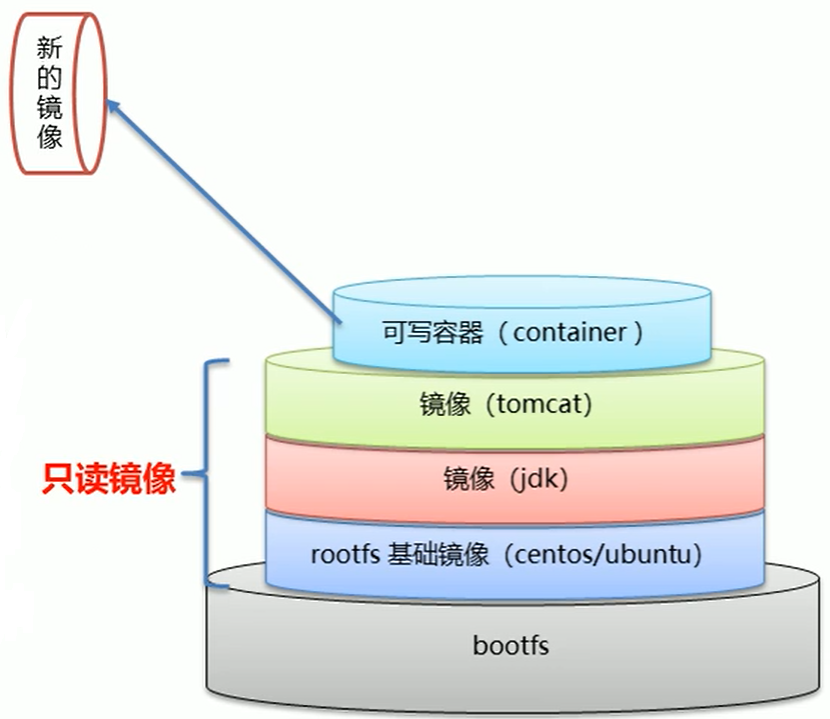 新的镜像
可写容器（container）
镜像（tomcat）
镜像（jdk）
只读镜像
rootfs 基础镜像（centos/ubuntu）
bootfs